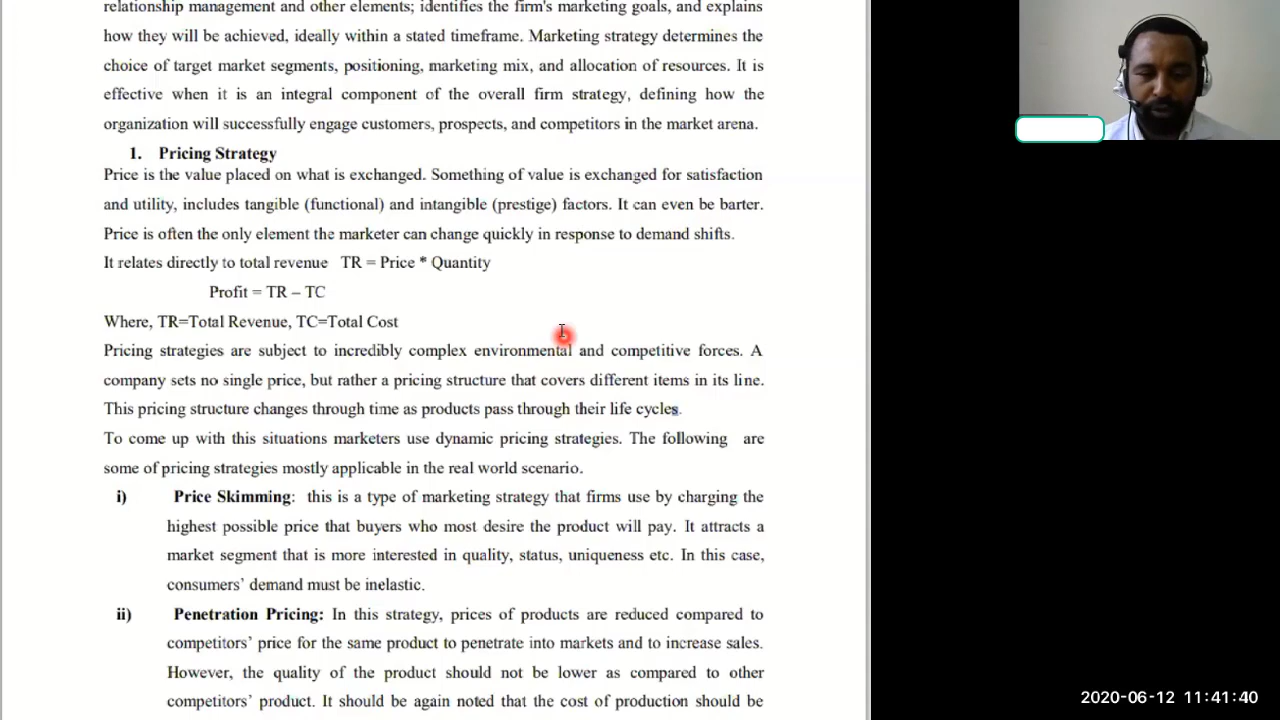 relationship management and other elements; identifies the firm's marketing goals, and explains
how they will be achieved, ideally within a stated timeframe. Marketing strategy determines the
choice of target market segments, positioning, marketing mix, and allocation of resources. It is
effective when it is an integral component of the overall firm strategy, defining how the
organization will successfully engage customers, prospects, and competitors in the market arena.
1. Pricing Strategy
Price is the value placed on what is exchanged. Something of value is exchanged for satisfaction
and utility, includes tangible (functional) and intangible (prestige) factors. It can even be barter.
Price is often the only element the marketer can change quickly in response to demand shifts.
It relates directly to total revenue TR = Price * Quantity
Profit = TR – TC
Where, TR=Total Revenue, TC=Total Cost
Pricing strategies are subject to incredibly complex environmental and competitive forces. A
company sets no single price, but rather a pricing structure that covers different items in its line.
This pricing structure changes through time as products pass through their life cycles.
To come up with this situations marketers use dynamic pricing strategies. The following are
some of pricing strategies mostly applicable in the real world scenario.
i) Price Skimming: this is a type of marketing strategy that firms use by charging the
highest possible price that buyers who most desire the product will pay. It attracts a
market segment that is more interested in quality, status, uniqueness etc. In this case,
consumers’ demand must be inelastic.
ii) Penetration Pricing: In this strategy, prices of products are reduced compared to
competitors’ price for the same product to penetrate into markets and to increase sales.
However, the quality of the product should not be lower as compared to other
competitors’ product. It should be again noted that the cost of production should be
2020-06-12 11:41:40